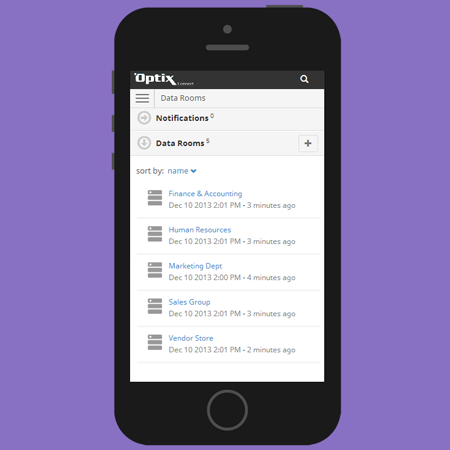 Optix
Data Rooms
Notifications 0
Data Rooms 5
sort by: name
Finance & Accounting
Dec 10 2013 2:01 PM • 3 minutes ago
Human Resources
Dec 10 2013 2:01 PM • 3 minutes ago
Marketing Dept
Dec 10 2013 2:00 PM • 4 minutes ago
Sales Group
Dec 10 2013 2:01 PM • 3 minutes ago
Vendor Store
Dec 10 2013 2:01 PM • 2 minutes ago